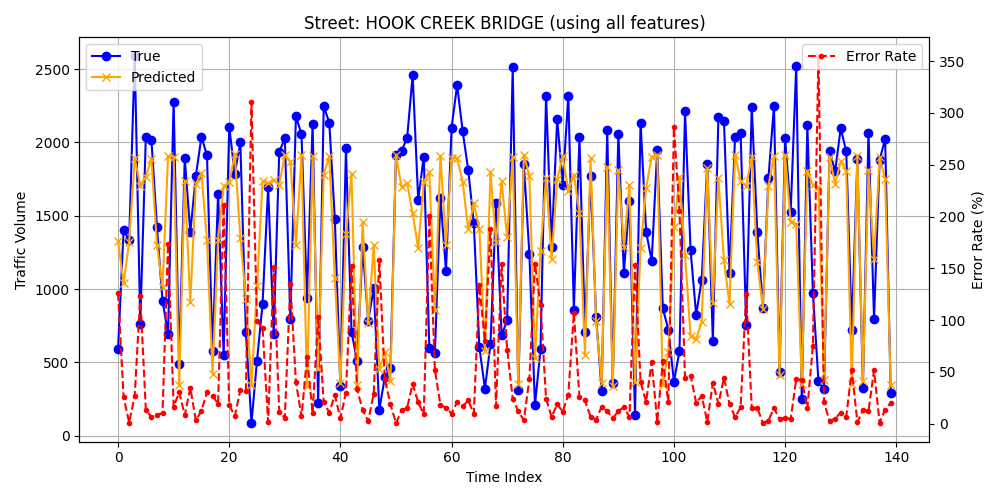 Street: HOOK CREEK BRIDGE (using all features)
True
Predicted
Error Rate
Traffic Volume
Error Rate (%)
2500
2000
1500
1000
500
0
350
300
250
200
150
100
50
0
0 20 40 60 80 100 120 140
Time Index